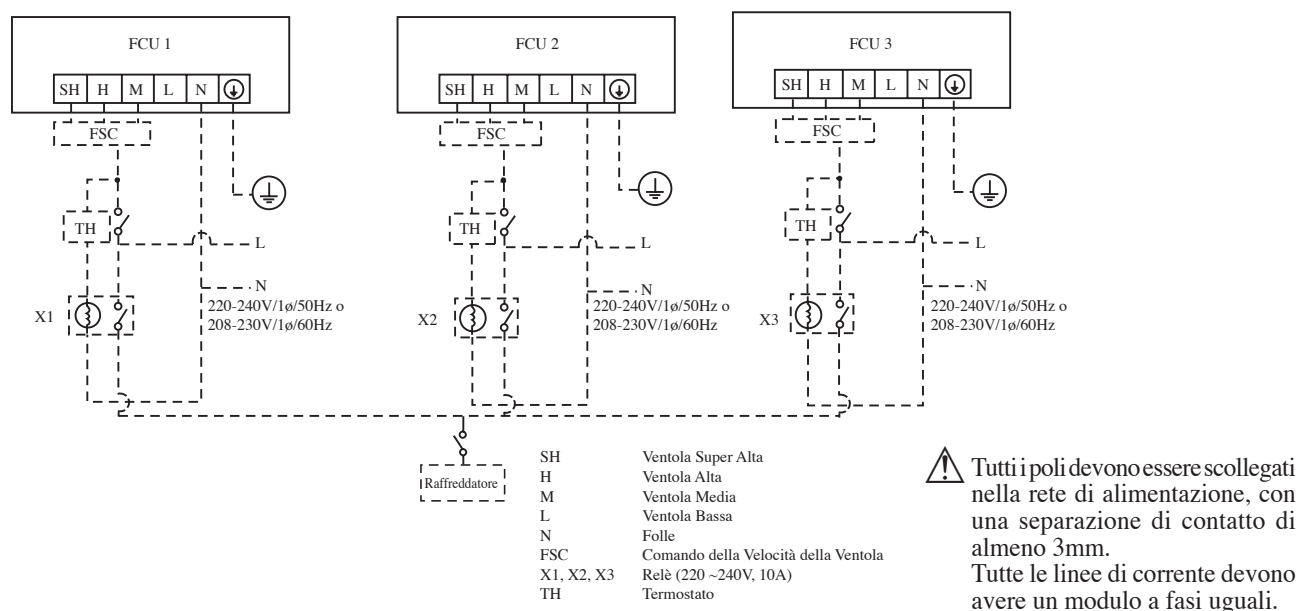 FCU 1
SH H M L N
FSC
TH
L
N
220-240V/1ø/50Hz o
208-230V/1ø/60Hz
X1
FCU 2
SH H M L N
FSC
TH
L
N
220-240V/1ø/50Hz o
208-230V/1ø/60Hz
X2
FCU 3
SH H M L N
FSC
TH
L
N
220-240V/1ø/50Hz o
208-230V/1ø/60Hz
X3
Raffreddatore
SH Ventola Super Alta
H Ventola Alta
M Ventola Media
L Ventola Bassa
N Folle
FSC Comando della Velocità della Ventola
X1, X2, X3 Relè (220 ~240V, 10A)
TH Termostato
Tutti i poli devono essere scollegati
nella rete di alimentazione, con
una separazione di contatto di
almeno 3mm.
Tutte le linee di corrente devono
avere un modulo a fasi uguali.